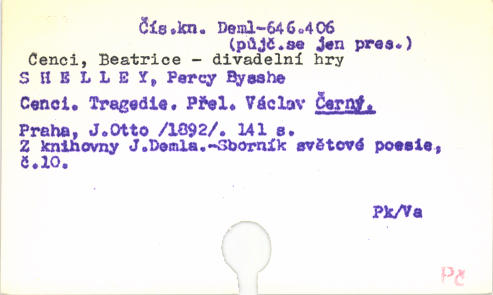 Čís.kn. Deml-646.406
(půjč.se jen pres.)
Cenci, Beatrice - divadelní hry
S H E L L E Y, Percy Bysshe
Cenci. Tragedie. Přel. Václav Černý.
Praha, J.Otto /1892/. 141 s.
Z knihovny J.Demla.-Sborník světové poesie,
č.10.
Pk/Va
Pč